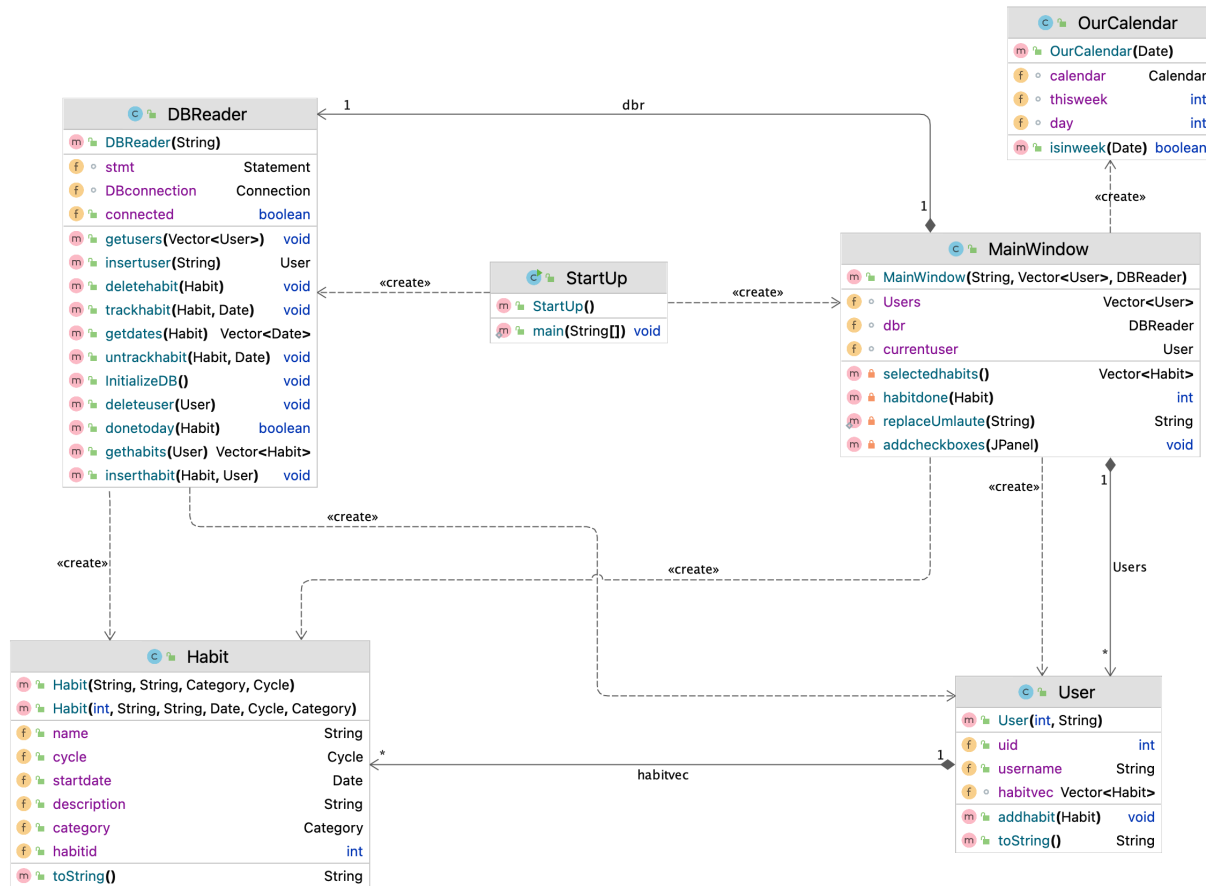 OurCalendar
OurCalendar(Date)
calendar Calendar
thisweek int
day int
isinweek(Date) boolean
«create»
1 dbr
1
DBReader
DBReader(String)
stmt Statement
DBconnection Connection
connected boolean
getusers(Vector<User>) void
insertuser(String) User
deletehabit(Habit) void
trackhabit(Habit, Date) void
getdates(Habit) Vector<Date>
untrackhabit(Habit, Date) void
InitializeDB() void
deleteuser(User) void
donetoday(Habit) boolean
gethabits(User) Vector<Habit>
inserthabit(Habit, User) void
«create»
StartUp
StartUp()
main(String[]) void
«create»
MainWindow
MainWindow(String, Vector<User>, DBReader)
Users Vector<User>
dbr DBReader
currentuser User
selectedhabits() Vector<Habit>
habitdone(Habit) int
replaceUmlaute(String) String
addcheckboxes(JPanel) void
«create»
1
«create»
«create»
«create»
Users
*
Habit
Habit(String, String, Category, Cycle)
Habit(int, String, String, Date, Cycle, Category)
name String
cycle Cycle
startdate Date
description String
category Category
habitid int
toString() String
* habitvec 1
User
User(int, String)
uid int
username String
habitvec Vector<Habit>
addhabit(Habit) void
toString() String